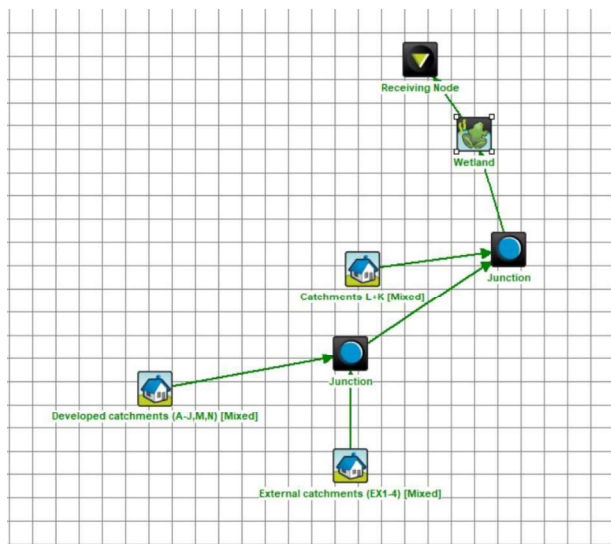 Receiving Node
Wetland
Junction
Catchments L+K [Mixed]
Junction
Developed catchments (A-J,M,N) [Mixed]
External catchments (EX1-4) [Mixed]